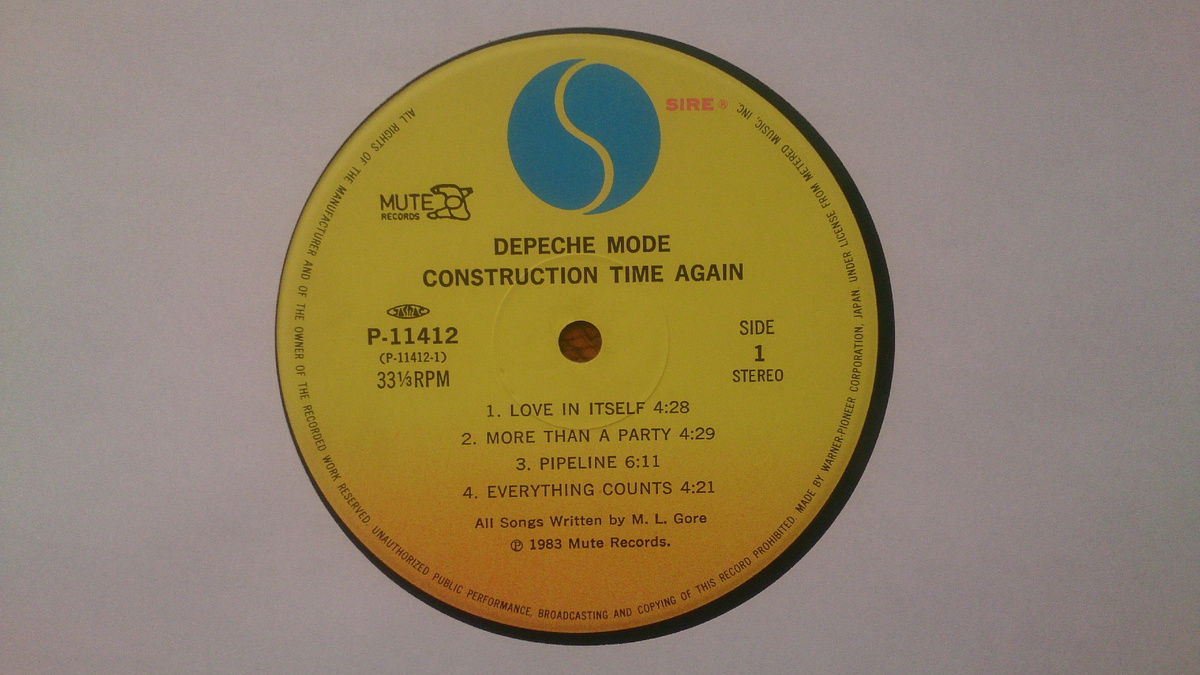 SIRE ®
MUTE
RECORDS
DEPECHE MODE
CONSTRUCTION TIME AGAIN
P-11412
(P-11412-1)
33⅓RPM
SIDE
1
STEREO
1. LOVE IN ITSELF 4:28
2. MORE THAN A PARTY 4:29
3. PIPELINE 6:11
4. EVERYTHING COUNTS 4:21
All Songs Written by M. L. Gore
℗ 1983 Mute Records.
ALL RIGHTS OF THE MANUFACTURER AND OF THE OWNER OF THE RECORDED WORK RESERVED. UNAUTHORIZED PUBLIC PERFORMANCE, BROADCASTING AND COPYING OF THIS RECORD PROHIBITED. MADE BY WARNER-PIONEER CORPORATION, JAPAN. UNDER LICENSE FROM METERED MUSIC, INC.